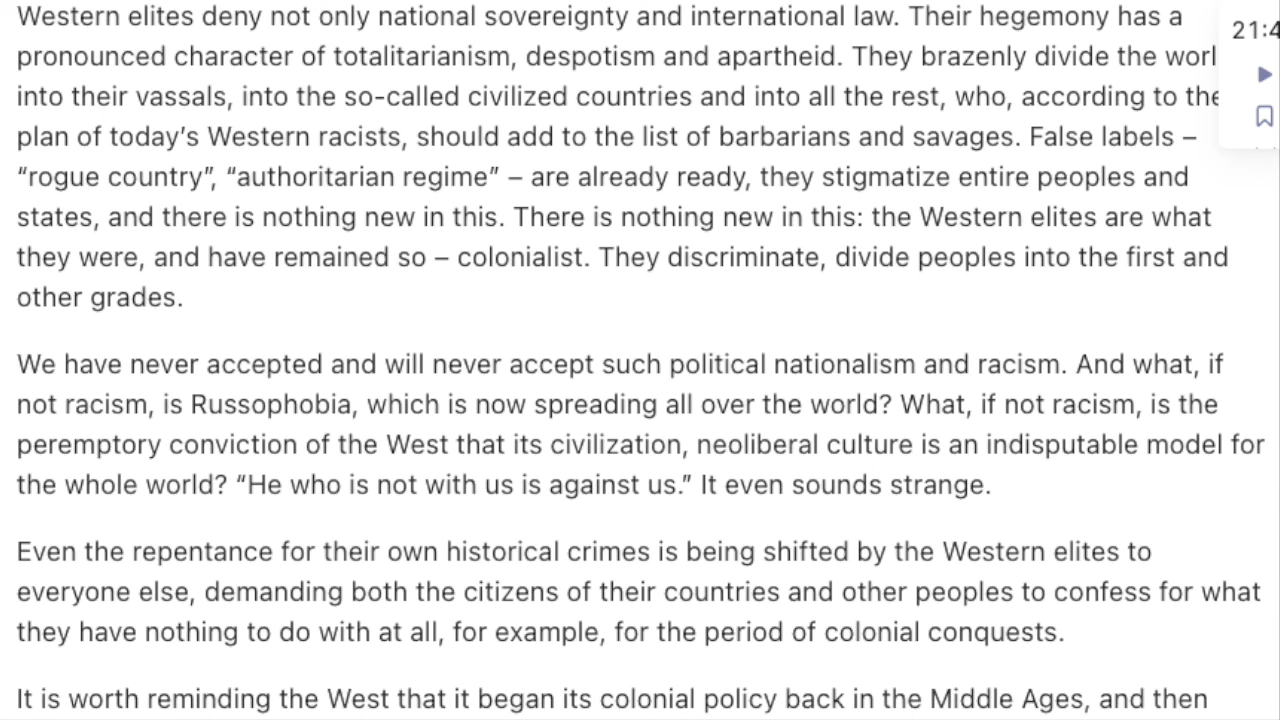 Western elites deny not only national sovereignty and international law. Their hegemony has a
pronounced character of totalitarianism, despotism and apartheid. They brazenly divide the worl
into their vassals, into the so-called civilized countries and into all the rest, who, according to the
plan of today’s Western racists, should add to the list of barbarians and savages. False labels –
“rogue country”, “authoritarian regime” – are already ready, they stigmatize entire peoples and
states, and there is nothing new in this. There is nothing new in this: the Western elites are what
they were, and have remained so – colonialist. They discriminate, divide peoples into the first and
other grades.
We have never accepted and will never accept such political nationalism and racism. And what, if
not racism, is Russophobia, which is now spreading all over the world? What, if not racism, is the
peremptory conviction of the West that its civilization, neoliberal culture is an indisputable model for
the whole world? “He who is not with us is against us.” It even sounds strange.
Even the repentance for their own historical crimes is being shifted by the Western elites to
everyone else, demanding both the citizens of their countries and other peoples to confess for what
they have nothing to do with at all, for example, for the period of colonial conquests.
It is worth reminding the West that it began its colonial policy back in the Middle Ages, and then
21:4